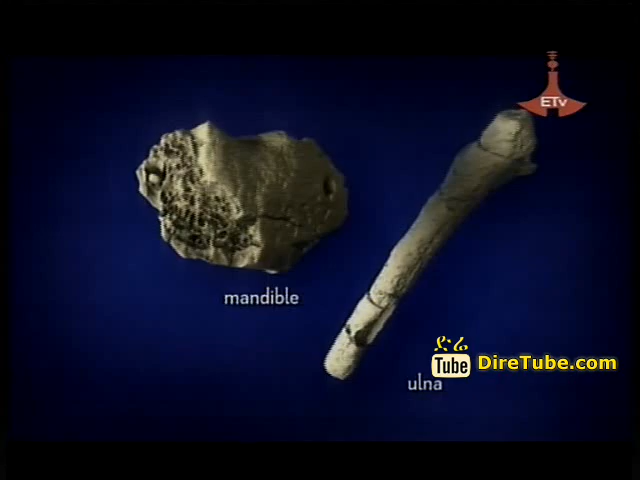 ETV
mandible
ድሬ
Tube
DireTube.com
ulna